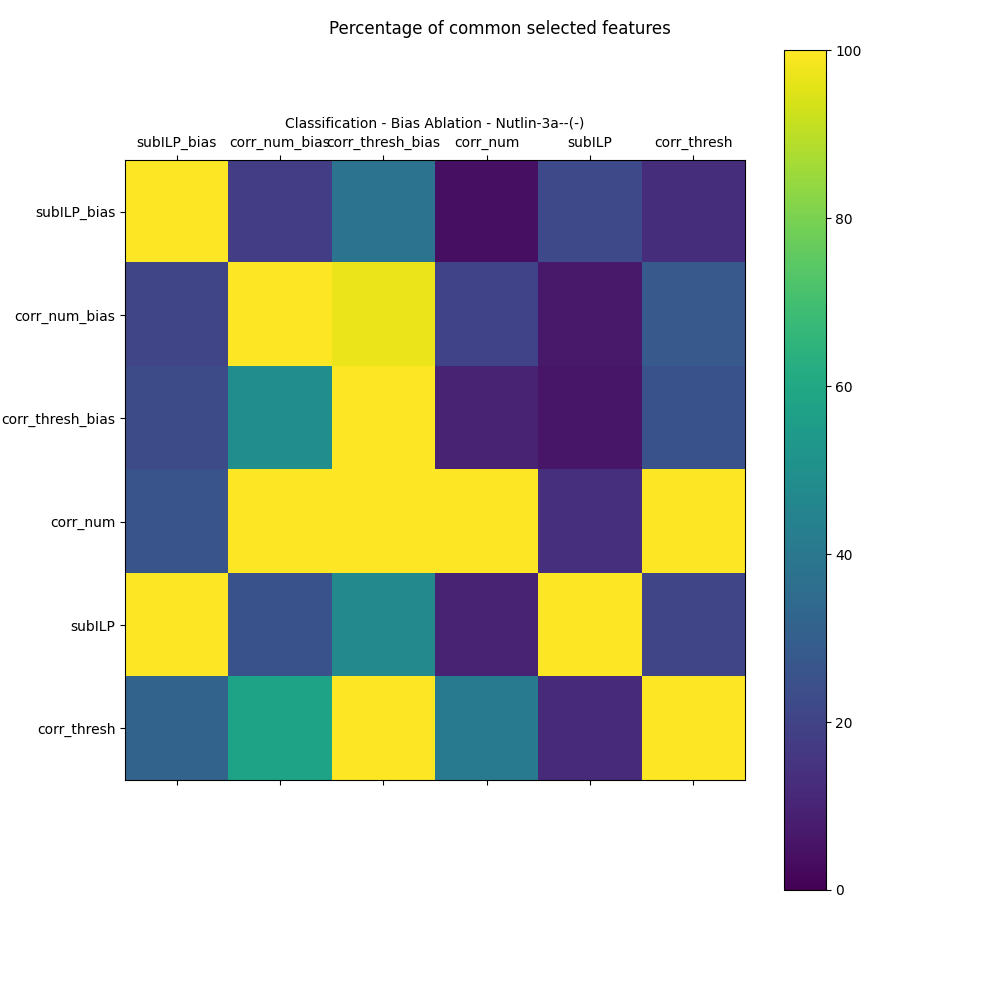 Percentage of common selected features
Classification - Bias Ablation - Nutlin-3a--(-)
subILP_bias corr_num_bias corr_thresh_bias corr_num subILP corr_thresh
subILP_bias
corr_num_bias
corr_thresh_bias
corr_num
subILP
corr_thresh
100
80
60
40
20
0